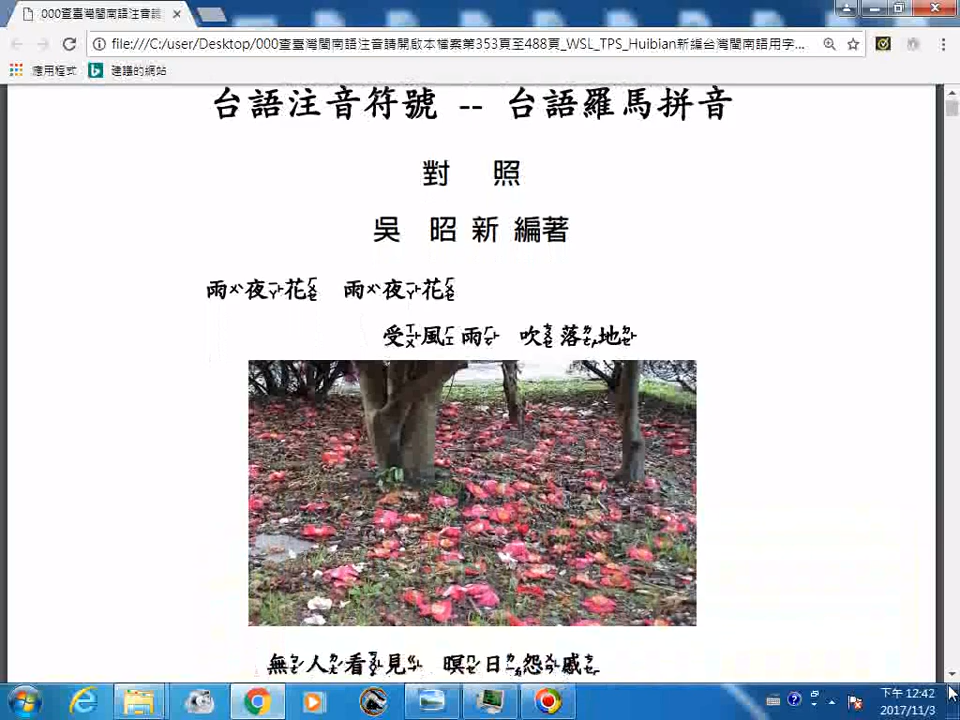 000查臺灣閩南語注音請
file:///C:/user/Desktop/000查臺灣閩南語注音請開啟本檔案第353頁至488頁_WSL_TPS_Huibian新編台灣閩南語用字...
應用程式 建議的網站
台語注音符號 -- 台語羅馬拼音
對 照
吳 昭 新 編著
雨夜花 雨夜花
受風雨 吹落地
無人看見 暝日怨慼
下午 12:42
2017/11/3